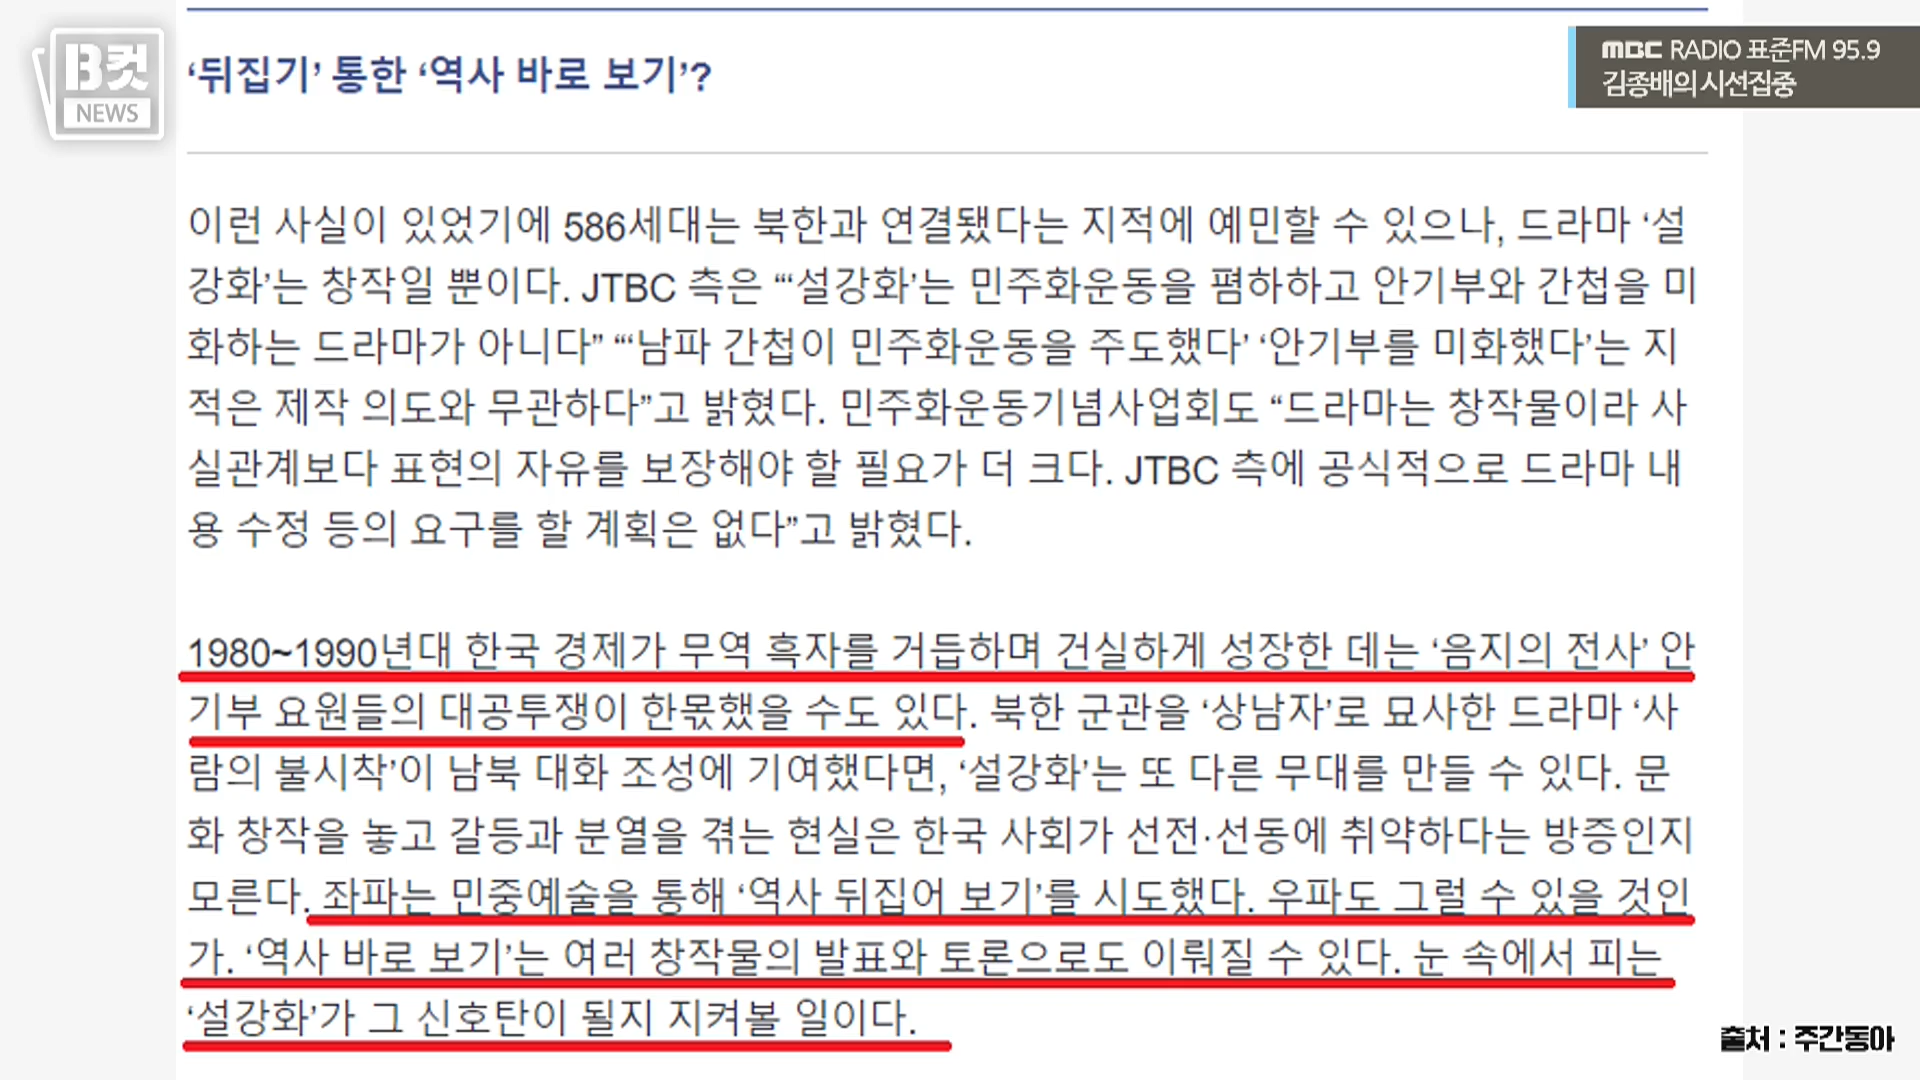 B컷
NEWS
MBC RADIO 표준FM 95.9
김종배의 시선집중
‘뒤집기’ 통한 ‘역사 바로 보기’?
이런 사실이 있었기에 586세대는 북한과 연결됐다는 지적에 예민할 수 있으나, 드라마 ‘설
강화’는 창작일 뿐이다. JTBC 측은 “‘설강화’는 민주화운동을 폄하하고 안기부와 간첩을 미
화하는 드라마가 아니다” “‘남파 간첩이 민주화운동을 주도했다’ ‘안기부를 미화했다’는 지
적은 제작 의도와 무관하다”고 밝혔다. 민주화운동기념사업회도 “드라마는 창작물이라 사
실관계보다 표현의 자유를 보장해야 할 필요가 더 크다. JTBC 측에 공식적으로 드라마 내
용 수정 등의 요구를 할 계획은 없다”고 밝혔다.
1980~1990년대 한국 경제가 무역 흑자를 거듭하며 건실하게 성장한 데는 ‘음지의 전사’ 안
기부 요원들의 대공투쟁이 한몫했을 수도 있다. 북한 군관을 ‘상남자’로 묘사한 드라마 ‘사
람의 불시착’이 남북 대화 조성에 기여했다면, ‘설강화’는 또 다른 무대를 만들 수 있다. 문
화 창작을 놓고 갈등과 분열을 겪는 현실은 한국 사회가 선전·선동에 취약하다는 방증인지
모른다. 좌파는 민중예술을 통해 ‘역사 뒤집어 보기’를 시도했다. 우파도 그럴 수 있을 것인
가. ‘역사 바로 보기’는 여러 창작물의 발표와 토론으로도 이뤄질 수 있다. 눈 속에서 피는
‘설강화’가 그 신호탄이 될지 지켜볼 일이다.
출처 : 주간동아